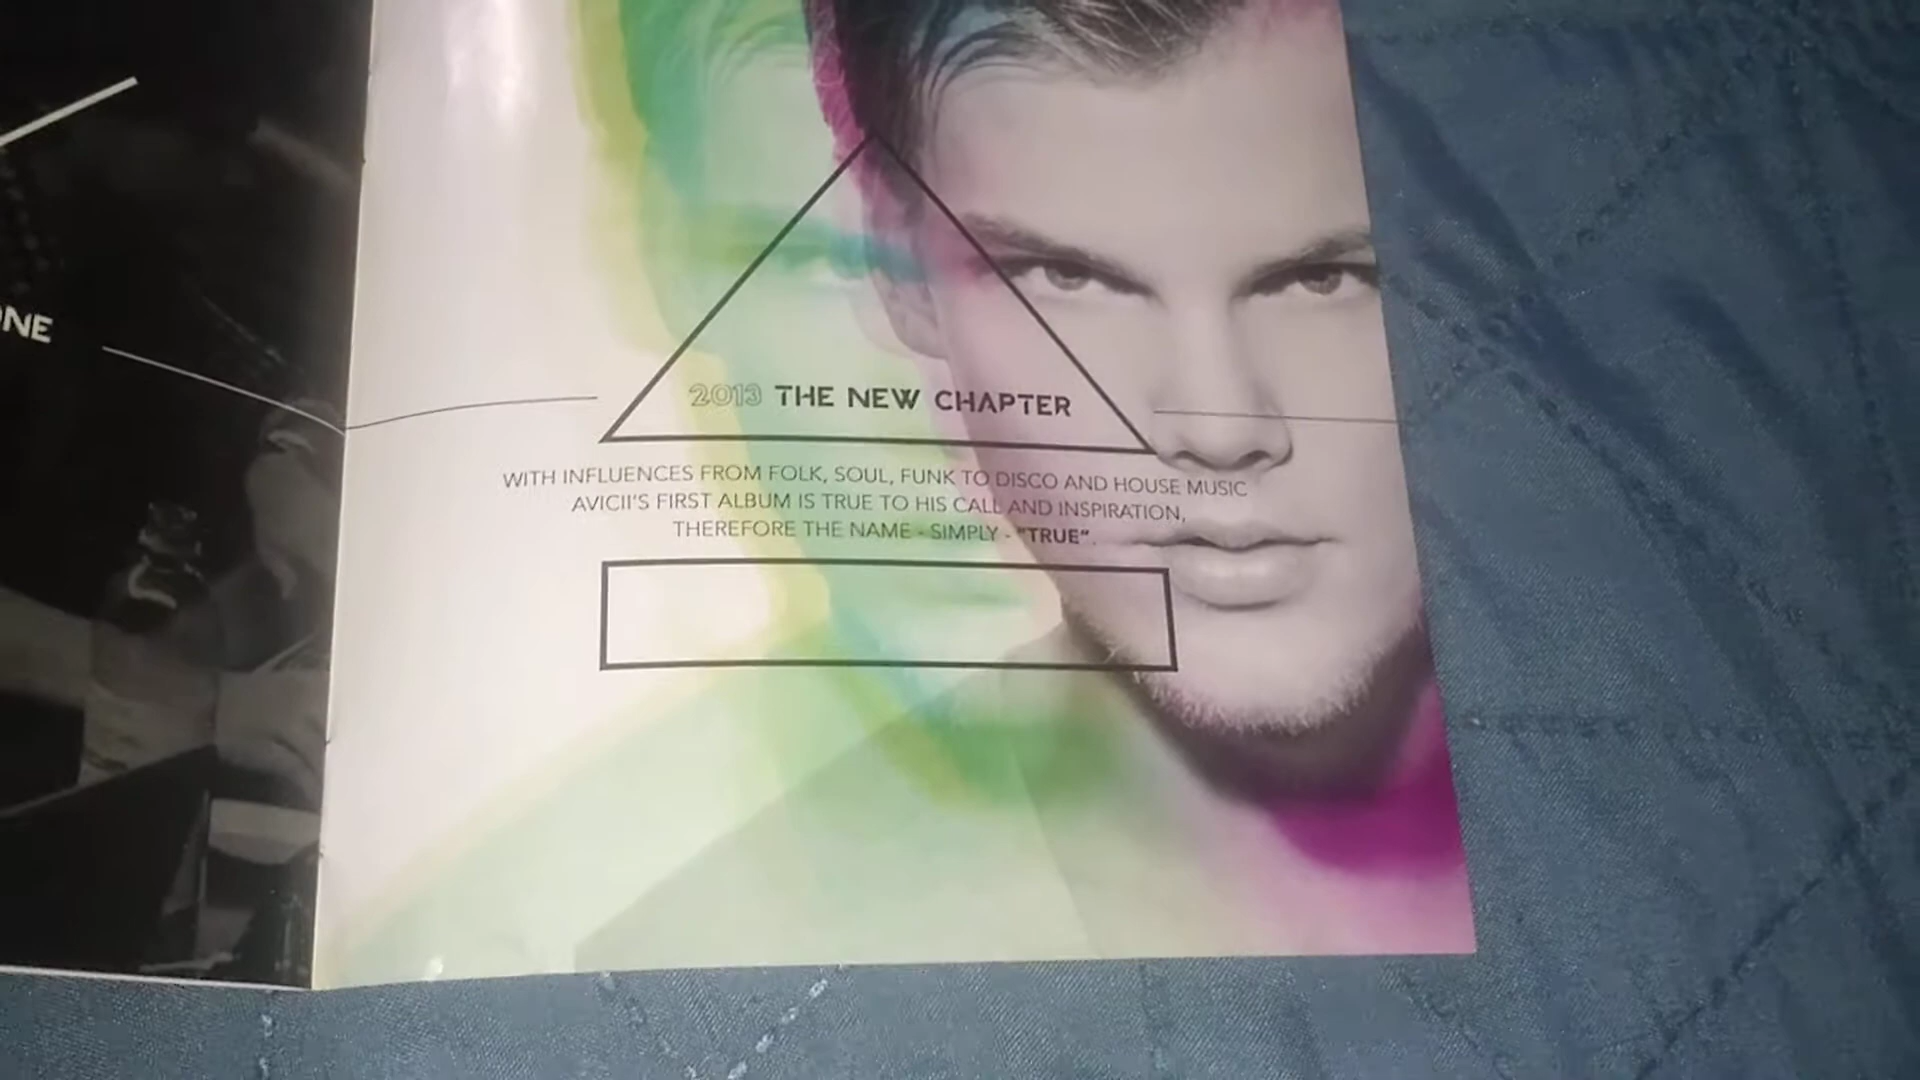 2013 THE NEW CHAPTER
WITH INFLUENCES FROM FOLK, SOUL, FUNK TO DISCO AND HOUSE MUSIC
AVICII'S FIRST ALBUM IS TRUE TO HIS CALL AND INSPIRATION,
THEREFORE THE NAME - SIMPLY - "TRUE".